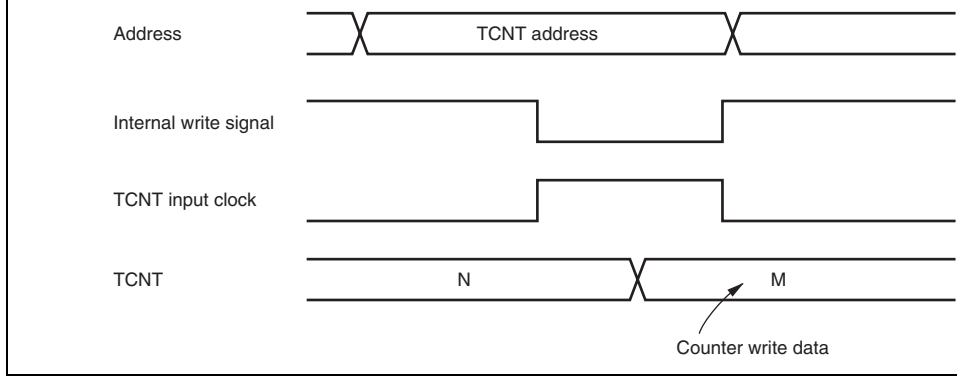 Address
TCNT address
Internal write signal
TCNT input clock
TCNT
N
M
Counter write data